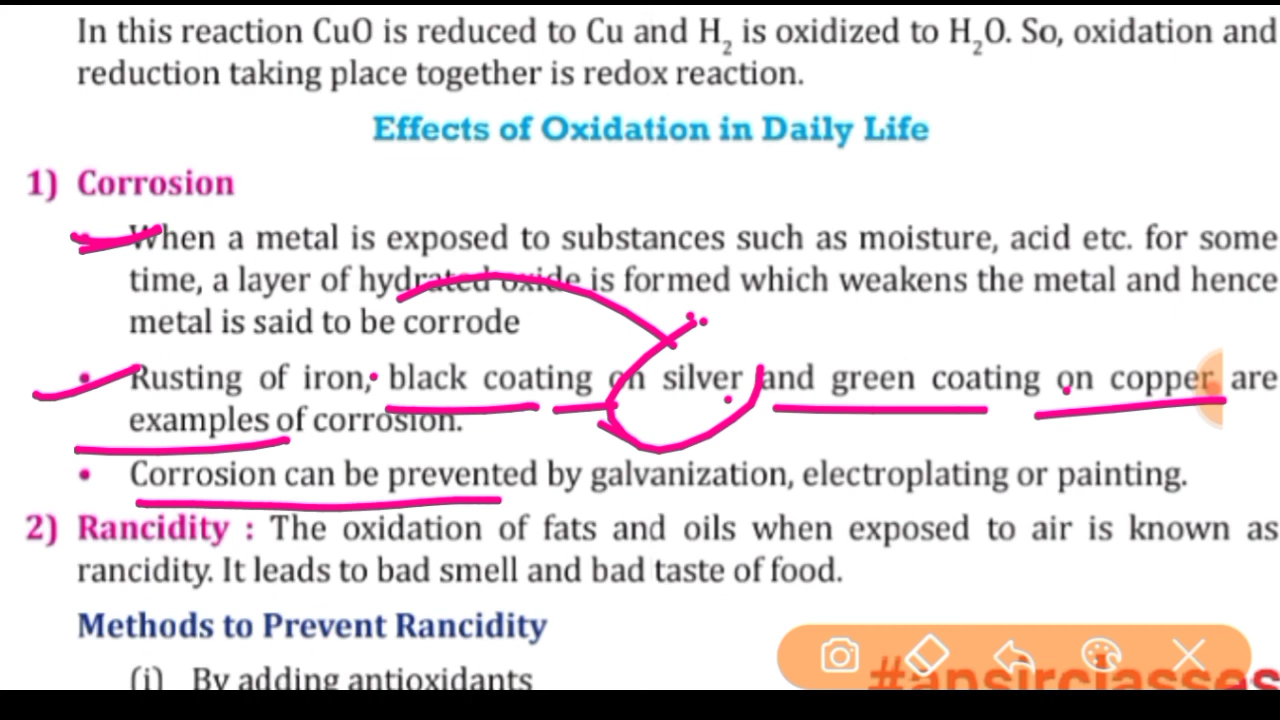 In this reaction CuO is reduced to Cu and H₂ is oxidized to H₂O. So, oxidation and
reduction taking place together is redox reaction.
Effects of Oxidation in Daily Life
1) Corrosion
• When a metal is exposed to substances such as moisture, acid etc. for some
time, a layer of hydrated oxide is formed which weakens the metal and hence
metal is said to be corrode
• Rusting of iron, black coating on silver and green coating on copper are
examples of corrosion.
• Corrosion can be prevented by galvanization, electroplating or painting.
2) Rancidity : The oxidation of fats and oils when exposed to air is known as
rancidity. It leads to bad smell and bad taste of food.
Methods to Prevent Rancidity
(i) By adding antioxidants
#apsirclasses